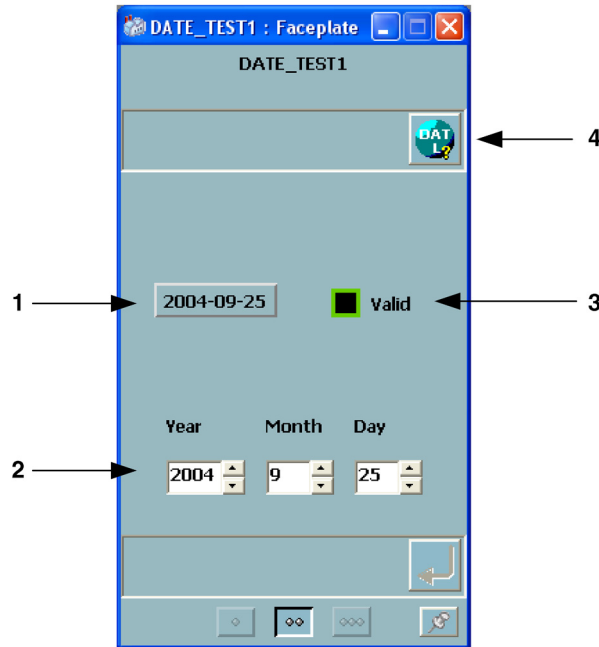 DATE_TEST1 : Faceplate
DATE_TEST1
DAT
L?
4
1
2004-09-25
Valid
3
Year Month Day
2
2004 9 25